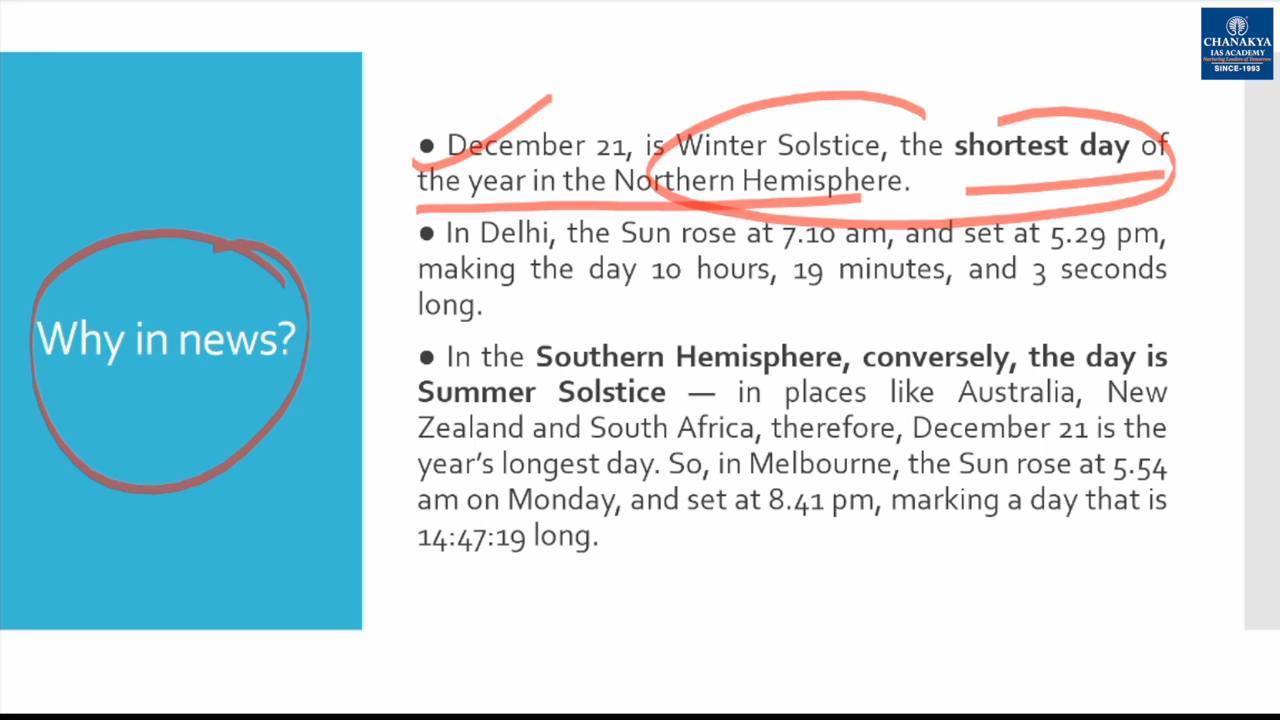 CHANAKYA
IAS ACADEMY
Nurturing Leaders of Tomorrow
SINCE-1993
Why in news?
● December 21, is Winter Solstice, the shortest day of
the year in the Northern Hemisphere.
● In Delhi, the Sun rose at 7.10 am, and set at 5.29 pm,
making the day 10 hours, 19 minutes, and 3 seconds
long.
● In the Southern Hemisphere, conversely, the day is
Summer Solstice — in places like Australia, New
Zealand and South Africa, therefore, December 21 is the
year’s longest day. So, in Melbourne, the Sun rose at 5.54
am on Monday, and set at 8.41 pm, marking a day that is
14:47:19 long.